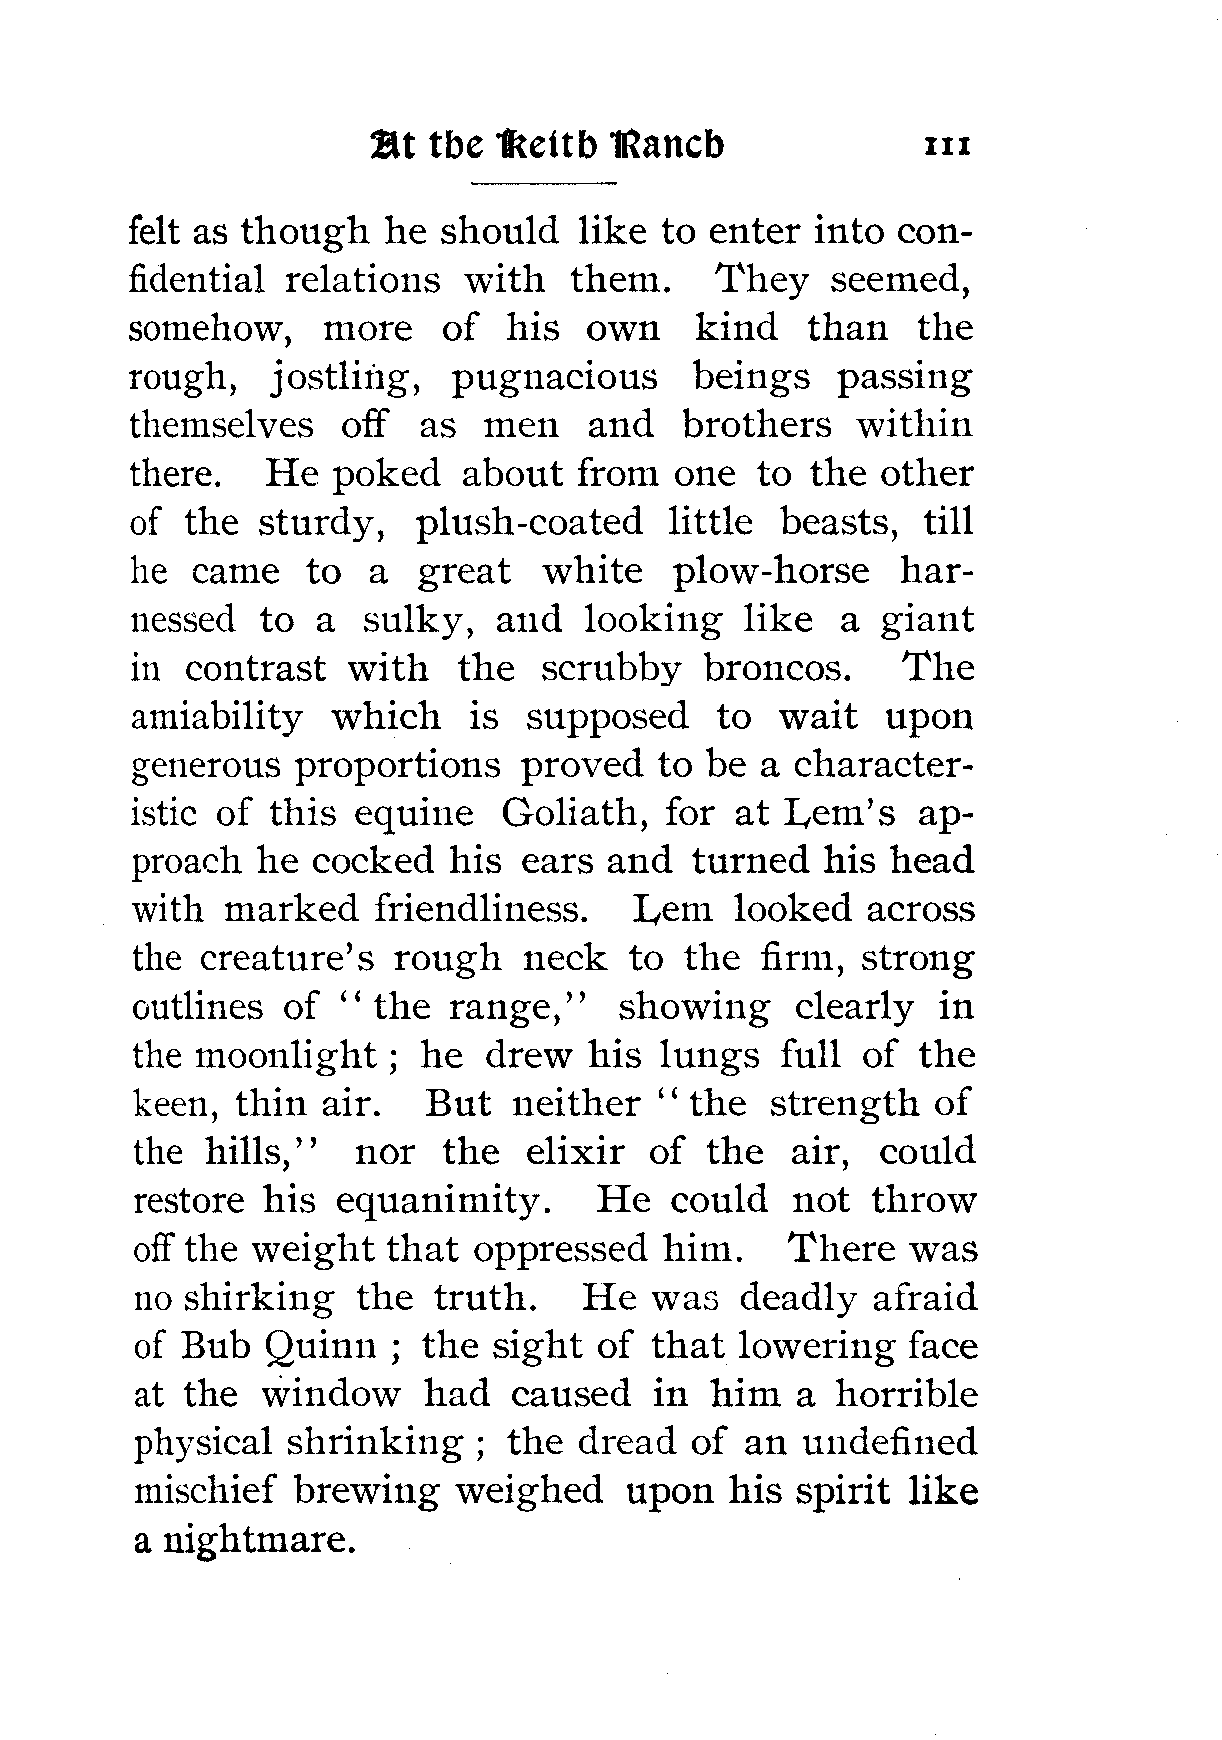 At the Keith Ranch 111
felt as though he should like to enter into con-
fidential relations with them. They seemed,
somehow, more of his own kind than the
rough, jostling, pugnacious beings passing
themselves off as men and brothers within
there. He poked about from one to the other
of the sturdy, plush-coated little beasts, till
he came to a great white plow-horse har-
nessed to a sulky, and looking like a giant
in contrast with the scrubby broncos. The
amiability which is supposed to wait upon
generous proportions proved to be a character-
istic of this equine Goliath, for at Lem's ap-
proach he cocked his ears and turned his head
with marked friendliness. Lem looked across
the creature's rough neck to the firm, strong
outlines of "the range," showing clearly in
the moonlight; he drew his lungs full of the
keen, thin air. But neither "the strength of
the hills," nor the elixir of the air, could
restore his equanimity. He could not throw
off the weight that oppressed him. There was
no shirking the truth. He was deadly afraid
of Bub Quinn; the sight of that lowering face
at the window had caused in him a horrible
physical shrinking; the dread of an undefined
mischief brewing weighed upon his spirit like
a nightmare.